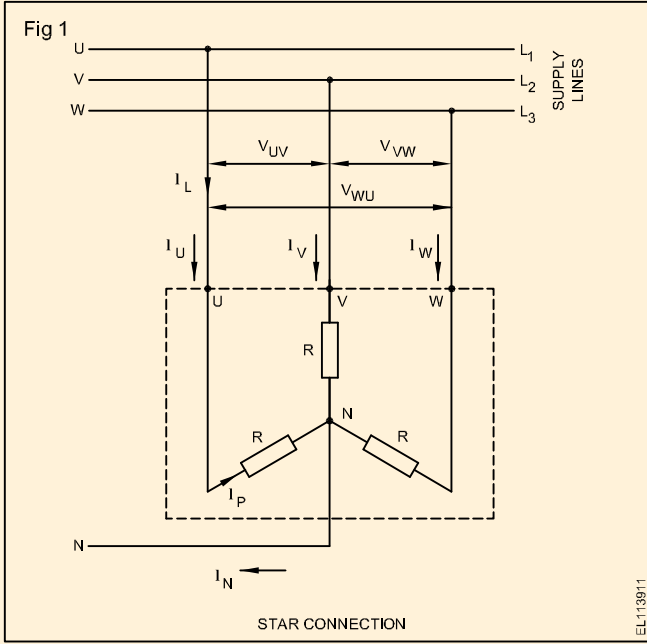 Fig 1
U L1
V L2
W L3
SUPPLY
LINES
VUV VVW
IL
VWU
IU IV IW
U V W
R
N
R R
IP
N
IN
STAR CONNECTION
EL113911